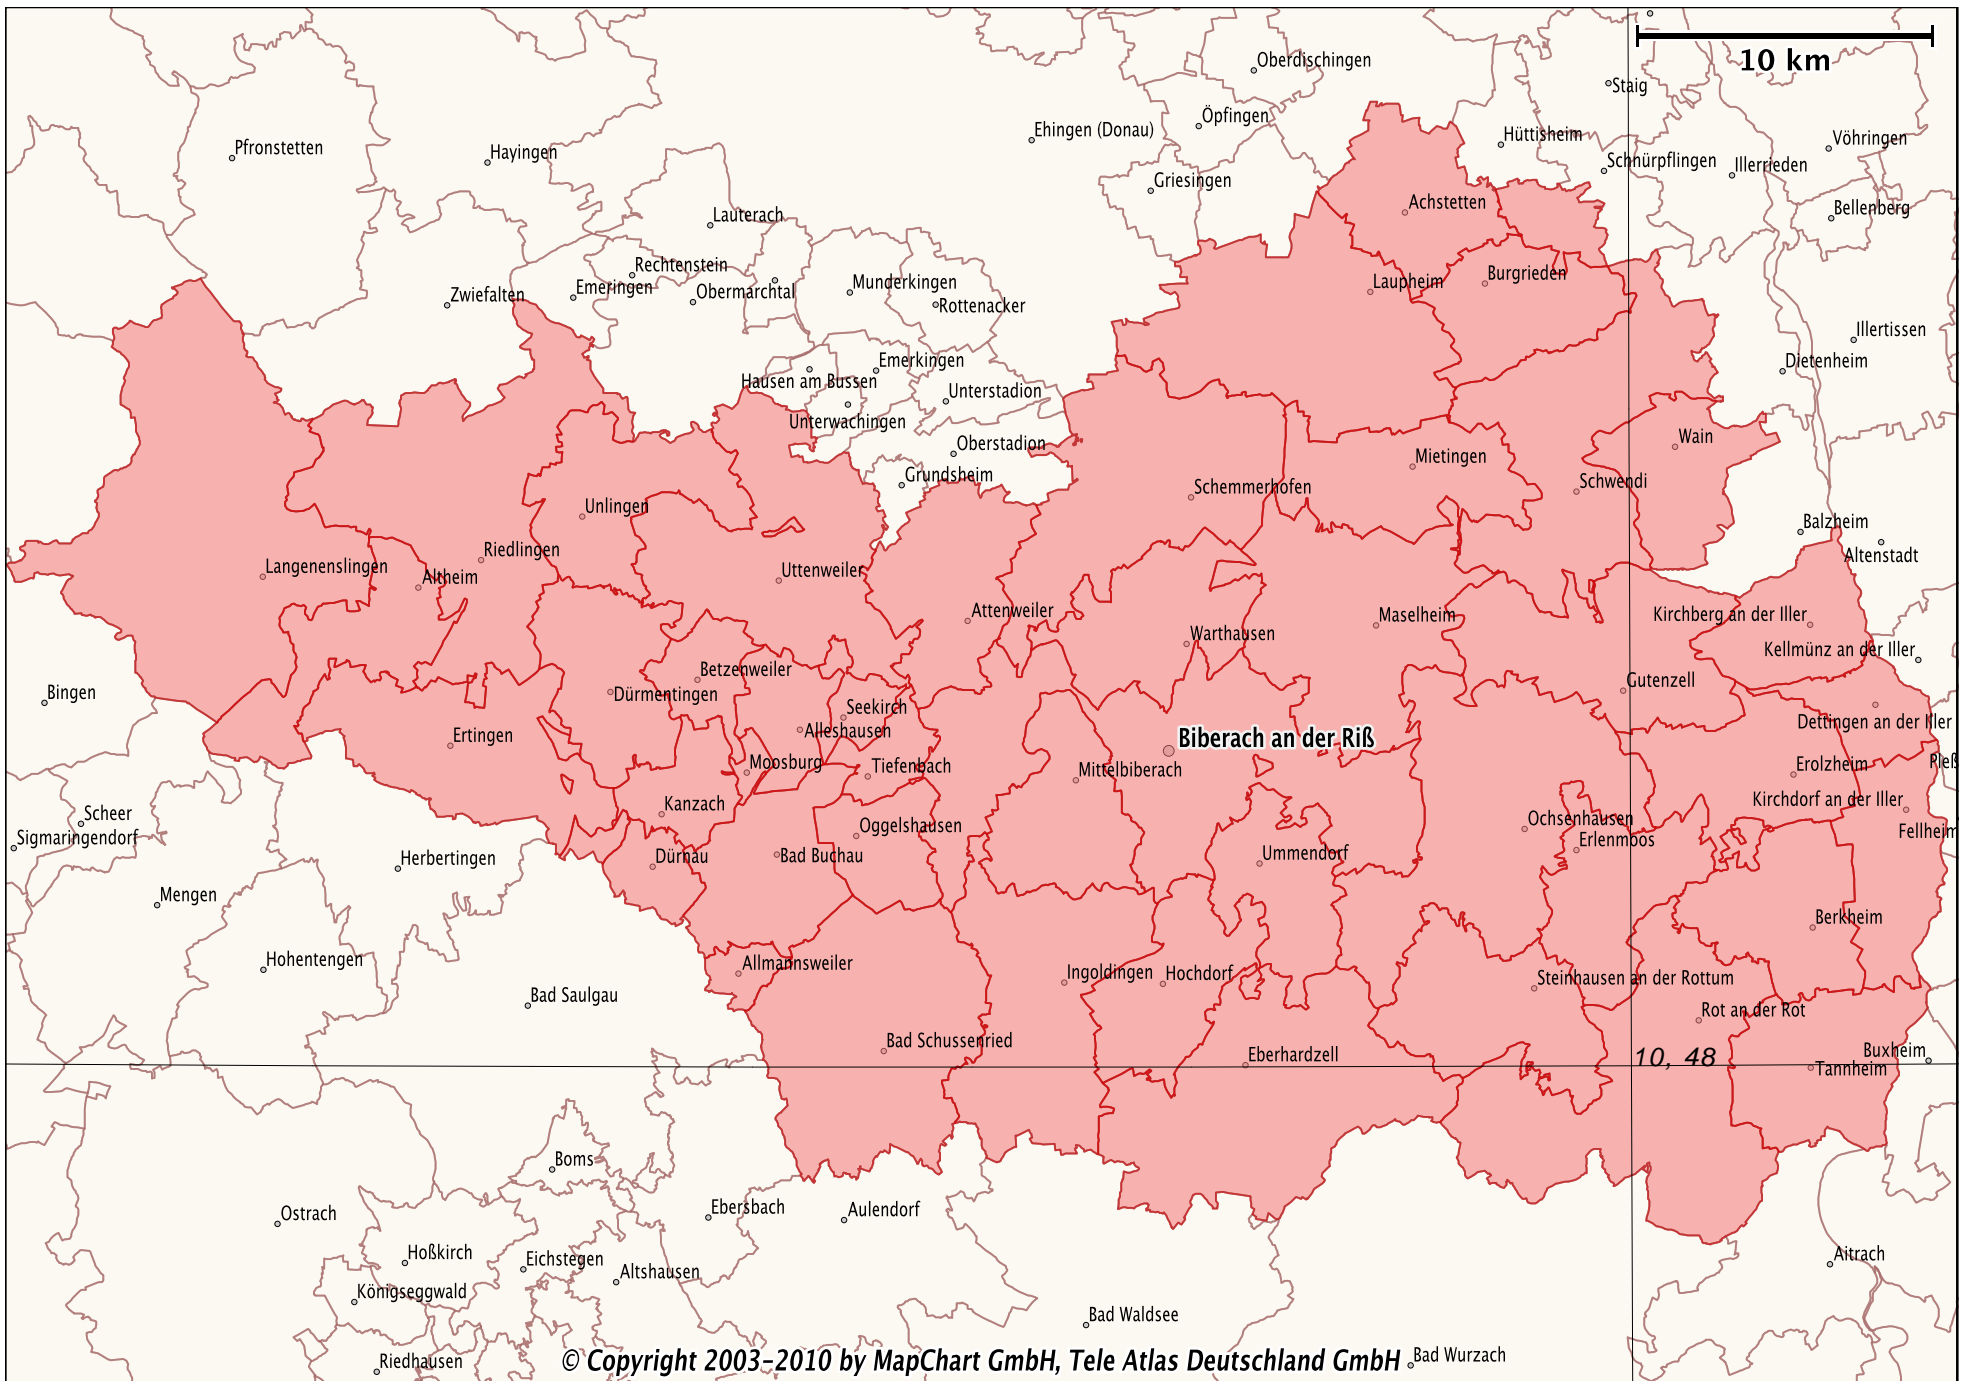 Oberdischingen
10 km
Staig
Öpfingen
Ehingen (Donau)
Hüttisheim
Vöhringen
Pfronstetten
Hayingen
Schnürpflingen
Illerrieden
Griesingen
Achstetten
Bellenberg
Lauterach
Rechtenstein
Burgrieden
Laupheim
Munderkingen
Emeringen
Obermarchtal
Zwiefalten
Rottenacker
Illertissen
Emerkingen
Dietenheim
Hausen am Bussen
Unterstadion
Unterwachingen
Wain
Oberstadion
Mietingen
Grundsheim
Schwendi
Schemmerhofen
Unlingen
Balzheim
Riedlingen
Altenstadt
Langenenslingen
Uttenweiler
Altheim
Attenweiler
Maselheim
Kirchberg an der Iller
Warthausen
Kellmünz an der Iller
Betzenweiler
Gutenzell
Bingen
Dürmentingen
Seekirch
Dettingen an der Iller
Alleshausen
Ertingen
Biberach an der Riß
Moosburg
Tiefenbach
Mittelbiberach
Erolzheim
Kirchdorf an der Iller
Kanzach
Scheer
Ochsenhausen
Oggelshausen
Fellheim
Sigmaringendorf
Erlenmoos
Ummendorf
Dürnau
Bad Buchau
Herbertingen
Mengen
Berkheim
Hohentengen
Allmannsweiler
Ingoldingen
Hochdorf
Steinhausen an der Rottum
Bad Saulgau
Rot an der Rot
Bad Schussenried
Eberhardzell
10, 48
Buxheim
Tannheim
Boms
Ebersbach
Aulendorf
Ostrach
Hoßkirch
Eichstegen
Aitrach
Altshausen
Königseggwald
Bad Waldsee
Riedhausen
© Copyright 2003-2010 by MapChart GmbH, Tele Atlas Deutschland GmbH
Bad Wurzach